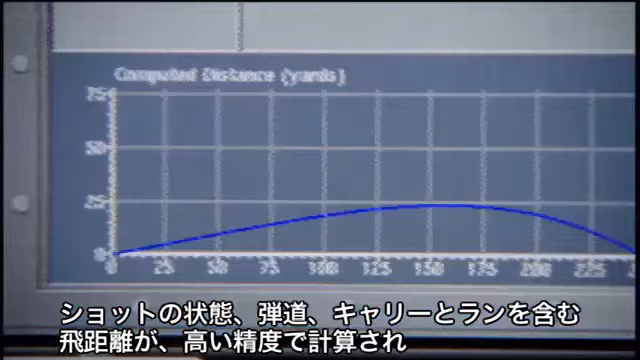 Computed Distance (yards)
75
50
25
0
0 25 50 75 100 125 150 175 200 225
ショットの状態、弾道、キャリーとランを含む
飛距離が、高い精度で計算され